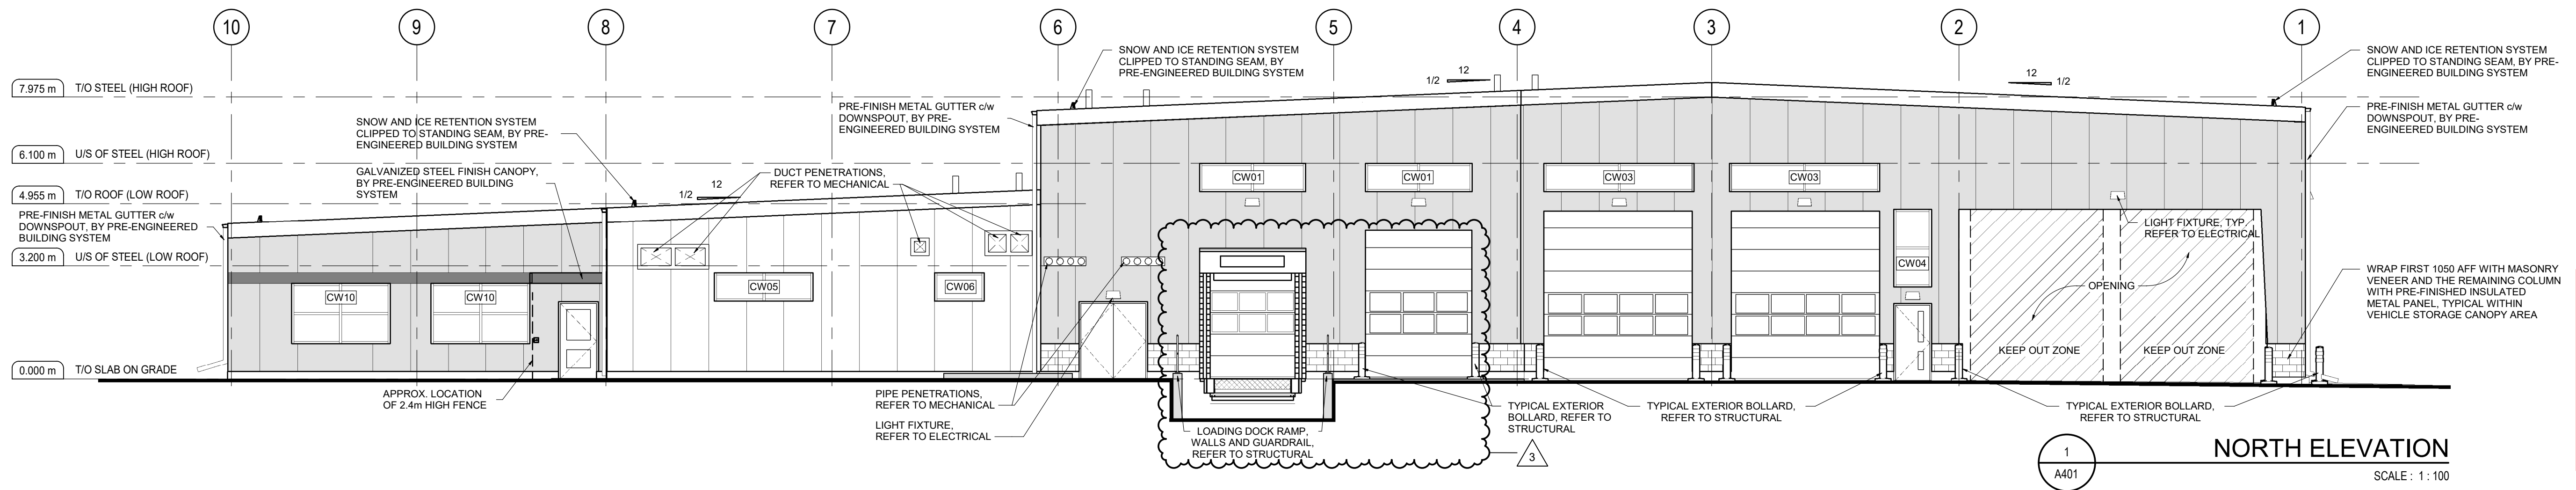 10
9
8
7
6
5
4
3
2
1
7.975 m T/O STEEL (HIGH ROOF)
6.100 m U/S OF STEEL (HIGH ROOF)
4.955 m T/O ROOF (LOW ROOF)
PRE-FINISH METAL GUTTER c/w
DOWNSPOUT, BY PRE-ENGINEERED
BUILDING SYSTEM
3.200 m U/S OF STEEL (LOW ROOF)
0.000 m T/O SLAB ON GRADE
SNOW AND ICE RETENTION SYSTEM
CLIPPED TO STANDING SEAM, BY PRE-
ENGINEERED BUILDING SYSTEM
GALVANIZED STEEL FINISH CANOPY,
BY PRE-ENGINEERED BUILDING
SYSTEM
CW10
CW10
APPROX. LOCATION
OF 2.4m HIGH FENCE
12
1/2
DUCT PENETRATIONS,
REFER TO MECHANICAL
CW05
CW06
PRE-FINISH METAL GUTTER c/w
DOWNSPOUT, BY PRE-
ENGINEERED BUILDING SYSTEM
SNOW AND ICE RETENTION SYSTEM
CLIPPED TO STANDING SEAM, BY
PRE-ENGINEERED BUILDING SYSTEM
PIPE PENETRATIONS,
REFER TO MECHANICAL
LIGHT FIXTURE,
REFER TO ELECTRICAL
12
1/2
CW01
CW01
CW03
CW03
LOADING DOCK RAMP,
WALLS AND GUARDRAIL,
REFER TO STRUCTURAL
3
TYPICAL EXTERIOR
BOLLARD, REFER TO
STRUCTURAL
TYPICAL EXTERIOR BOLLARD,
REFER TO STRUCTURAL
CW04
12
1/2
LIGHT FIXTURE, TYP.
REFER TO ELECTRICAL
OPENING
KEEP OUT ZONE
KEEP OUT ZONE
TYPICAL EXTERIOR BOLLARD,
REFER TO STRUCTURAL
SNOW AND ICE RETENTION SYSTEM
CLIPPED TO STANDING SEAM, BY PRE-
ENGINEERED BUILDING SYSTEM
PRE-FINISH METAL GUTTER c/w
DOWNSPOUT, BY PRE-
ENGINEERED BUILDING SYSTEM
WRAP FIRST 1050 AFF WITH MASONRY
VENEER AND THE REMAINING COLUMN
WITH PRE-FINISHED INSULATED
METAL PANEL, TYPICAL WITHIN
VEHICLE STORAGE CANOPY AREA
1
A401
NORTH ELEVATION
SCALE : 1 : 100